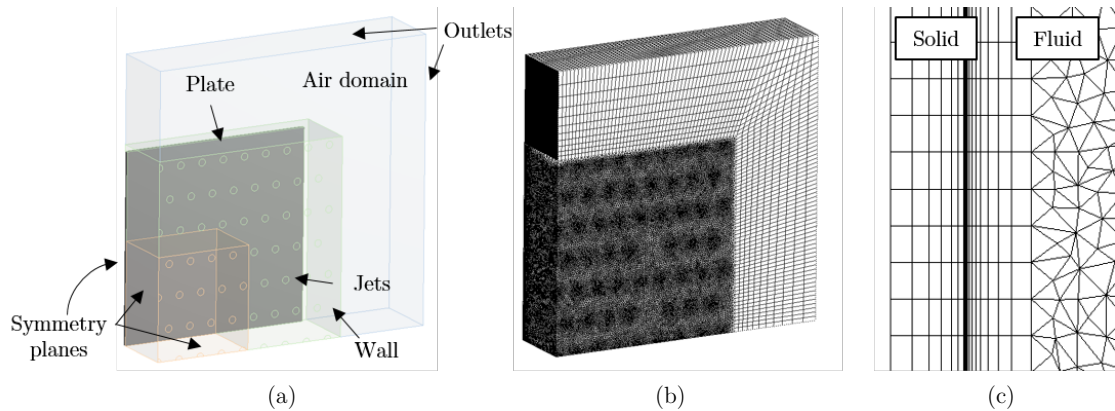 Outlets
Air domain
Plate
Jets
Symmetry
planes
Wall
(a)
(b)
Solid
Fluid
(c)